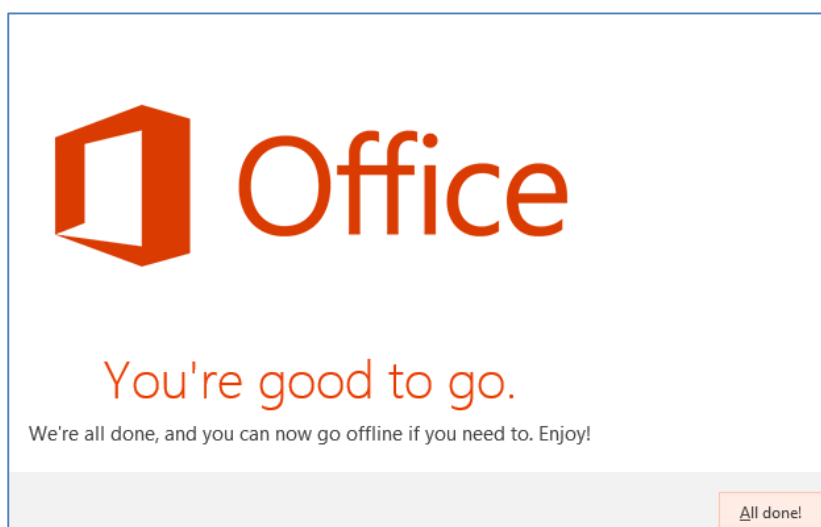 Office
You're good to go.
We're all done, and you can now go offline if you need to. Enjoy!
All done!